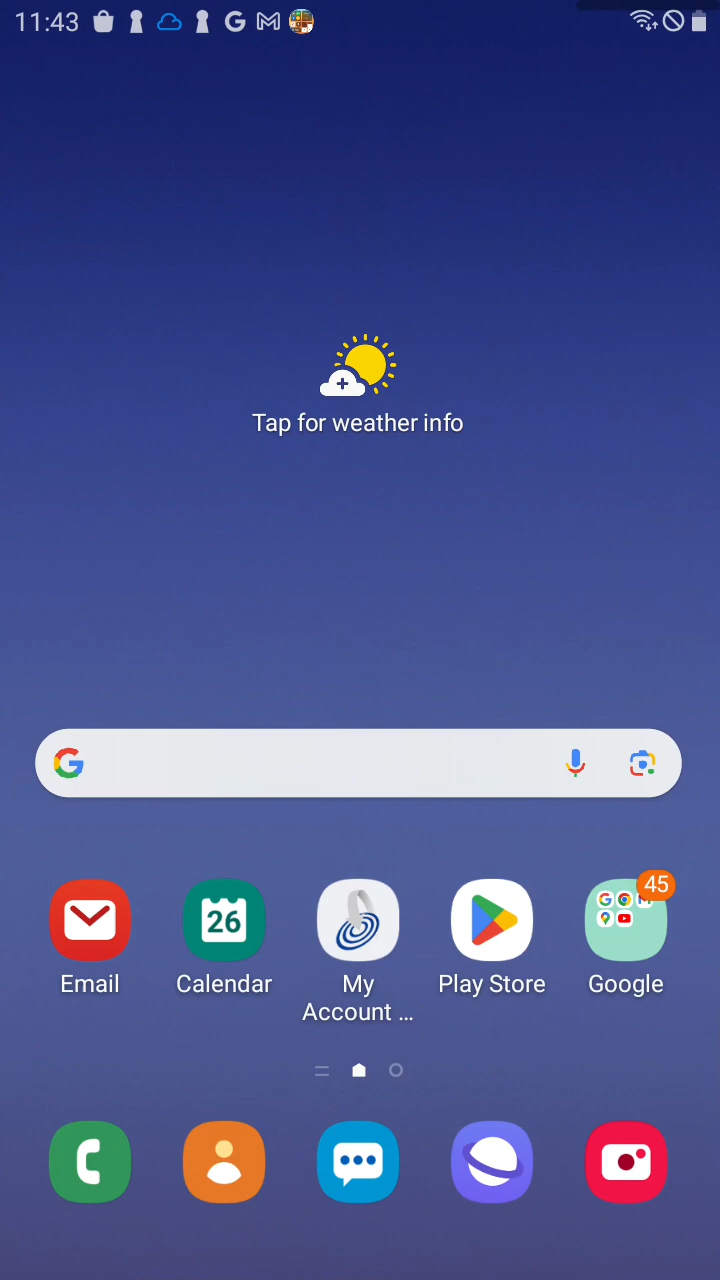 11:43
Tap for weather info
26
45
Email
Calendar
My
Account ...
Play Store
Google